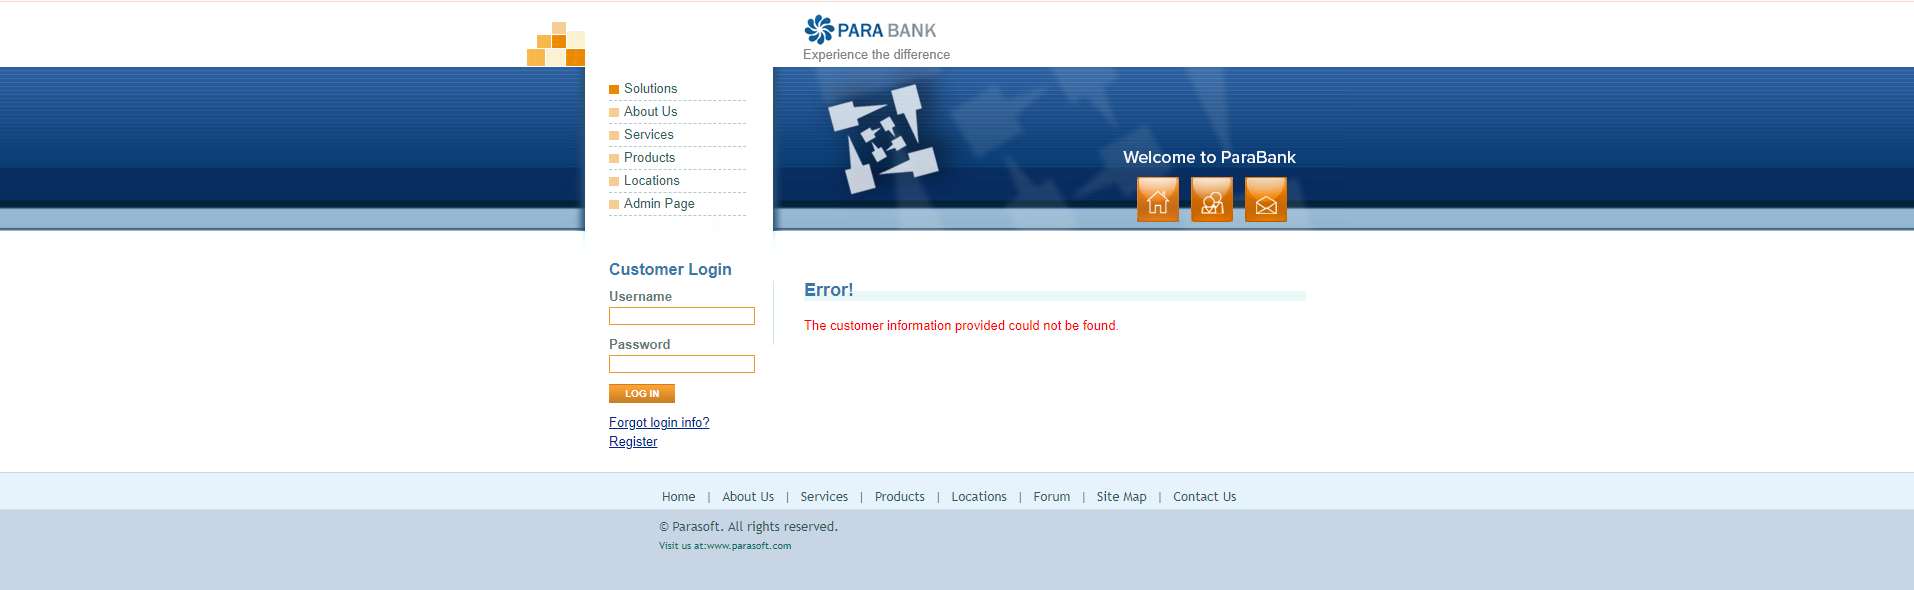 PARA BANK
Experience the difference
Solutions
About Us
Services
Products
Locations
Admin Page
Welcome to ParaBank
Customer Login
Username
Password
LOG IN
Forgot login info?
Register
Error!
The customer information provided could not be found.
Home | About Us | Services | Products | Locations | Forum | Site Map | Contact Us
© Parasoft. All rights reserved.
Visit us at:www.parasoft.com